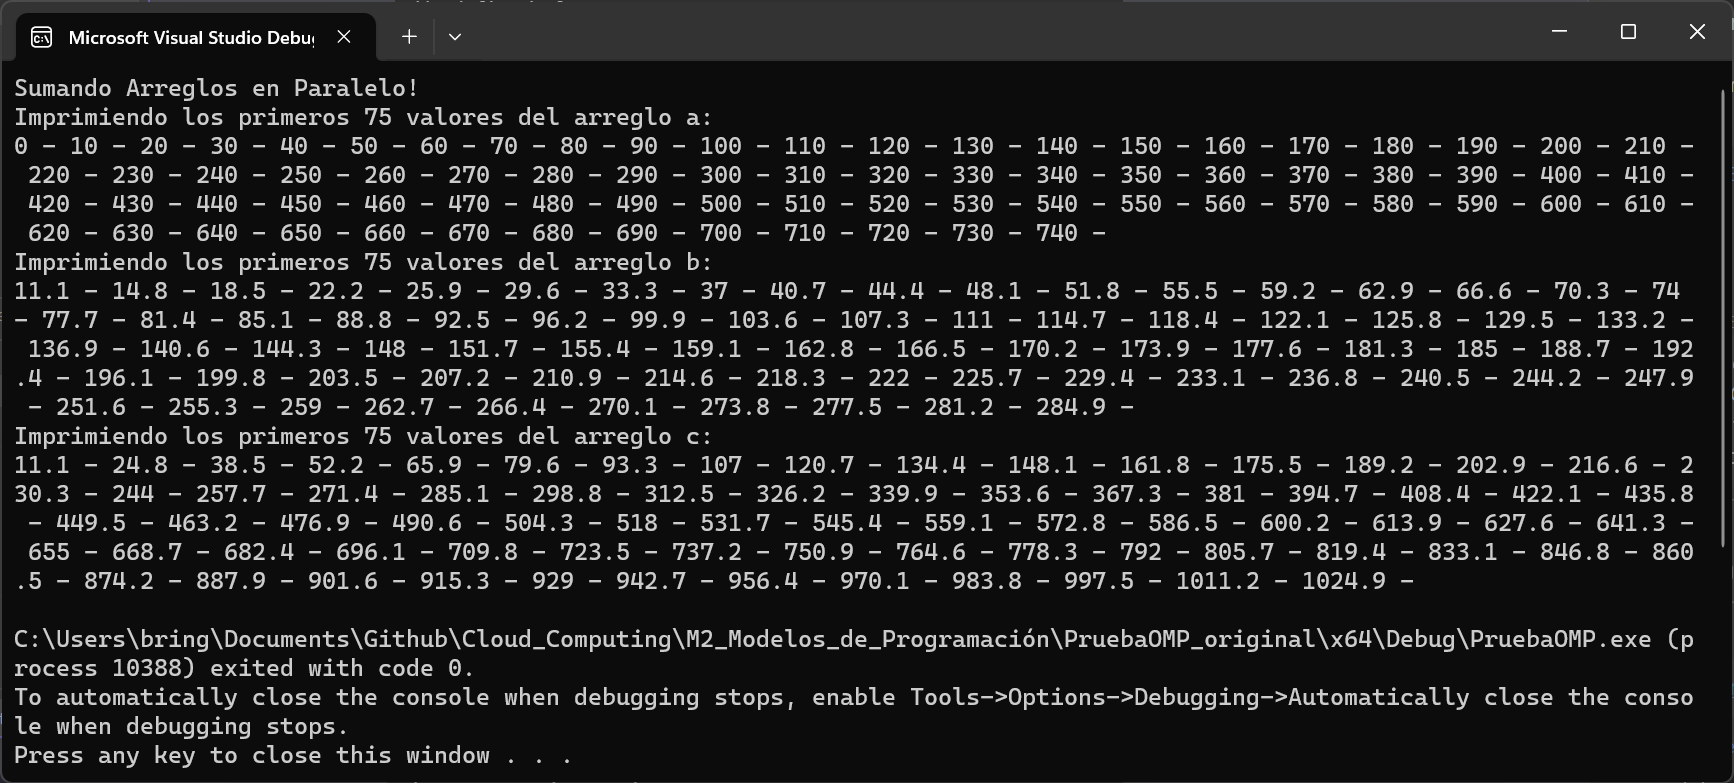 Microsoft Visual Studio Debug
Sumando Arreglos en Paralelo!
Imprimiendo los primeros 75 valores del arreglo a:
0 - 10 - 20 - 30 - 40 - 50 - 60 - 70 - 80 - 90 - 100 - 110 - 120 - 130 - 140 - 150 - 160 - 170 - 180 - 190 - 200 - 210 -
220 - 230 - 240 - 250 - 260 - 270 - 280 - 290 - 300 - 310 - 320 - 330 - 340 - 350 - 360 - 370 - 380 - 390 - 400 - 410 -
420 - 430 - 440 - 450 - 460 - 470 - 480 - 490 - 500 - 510 - 520 - 530 - 540 - 550 - 560 - 570 - 580 - 590 - 600 - 610 -
620 - 630 - 640 - 650 - 660 - 670 - 680 - 690 - 700 - 710 - 720 - 730 - 740 -
Imprimiendo los primeros 75 valores del arreglo b:
11.1 - 14.8 - 18.5 - 22.2 - 25.9 - 29.6 - 33.3 - 37 - 40.7 - 44.4 - 48.1 - 51.8 - 55.5 - 59.2 - 62.9 - 66.6 - 70.3 - 74
- 77.7 - 81.4 - 85.1 - 88.8 - 92.5 - 96.2 - 99.9 - 103.6 - 107.3 - 111 - 114.7 - 118.4 - 122.1 - 125.8 - 129.5 - 133.2 -
136.9 - 140.6 - 144.3 - 148 - 151.7 - 155.4 - 159.1 - 162.8 - 166.5 - 170.2 - 173.9 - 177.6 - 181.3 - 185 - 188.7 - 192
.4 - 196.1 - 199.8 - 203.5 - 207.2 - 210.9 - 214.6 - 218.3 - 222 - 225.7 - 229.4 - 233.1 - 236.8 - 240.5 - 244.2 - 247.9
- 251.6 - 255.3 - 259 - 262.7 - 266.4 - 270.1 - 273.8 - 277.5 - 281.2 - 284.9 -
Imprimiendo los primeros 75 valores del arreglo c:
11.1 - 24.8 - 38.5 - 52.2 - 65.9 - 79.6 - 93.3 - 107 - 120.7 - 134.4 - 148.1 - 161.8 - 175.5 - 189.2 - 202.9 - 216.6 - 2
30.3 - 244 - 257.7 - 271.4 - 285.1 - 298.8 - 312.5 - 326.2 - 339.9 - 353.6 - 367.3 - 381 - 394.7 - 408.4 - 422.1 - 435.8
- 449.5 - 463.2 - 476.9 - 490.6 - 504.3 - 518 - 531.7 - 545.4 - 559.1 - 572.8 - 586.5 - 600.2 - 613.9 - 627.6 - 641.3 -
655 - 668.7 - 682.4 - 696.1 - 709.8 - 723.5 - 737.2 - 750.9 - 764.6 - 778.3 - 792 - 805.7 - 819.4 - 833.1 - 846.8 - 860
.5 - 874.2 - 887.9 - 901.6 - 915.3 - 929 - 942.7 - 956.4 - 970.1 - 983.8 - 997.5 - 1011.2 - 1024.9 -
C:\Users\bring\Documents\Github\Cloud_Computing\M2_Modelos_de_Programación\PruebaOMP_original\x64\Debug\PruebaOMP.exe (p
rocess 10388) exited with code 0.
To automatically close the console when debugging stops, enable Tools->Options->Debugging->Automatically close the conso
le when debugging stops.
Press any key to close this window . . .